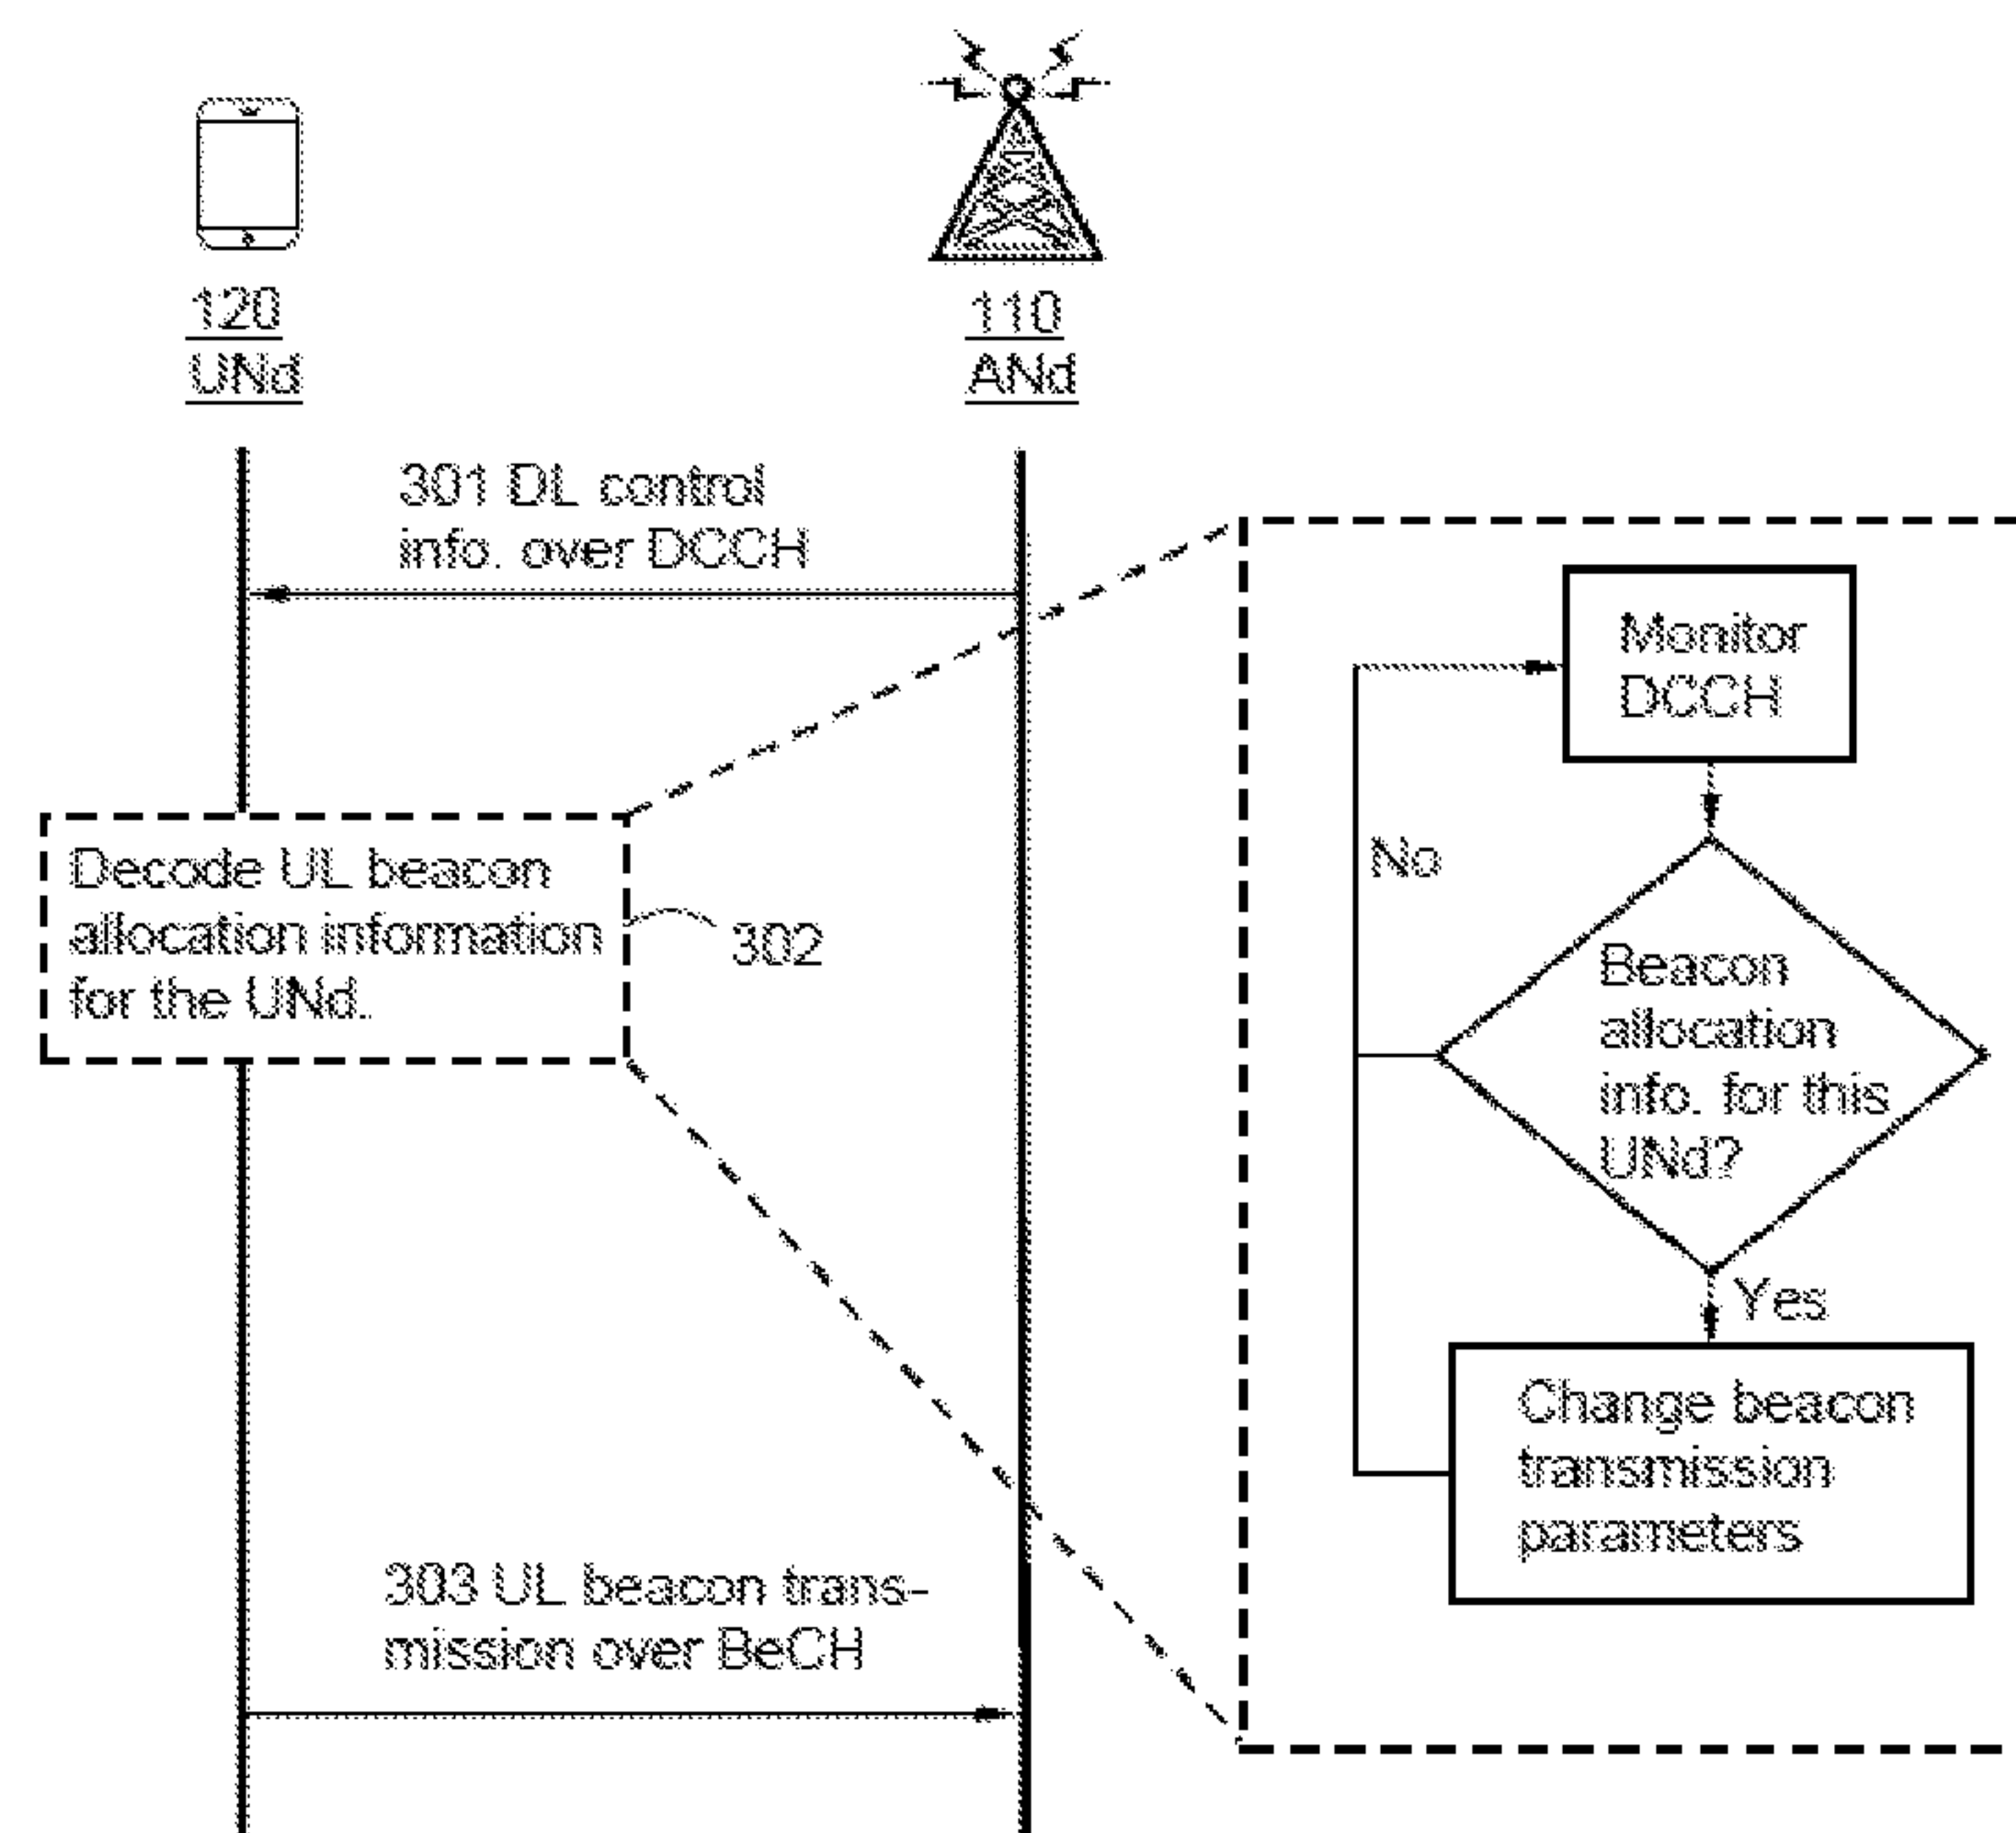 120
UNd
110
ANd
301 DL control
info. over DCCH
Decode UL beacon
allocation information
for the UNd.
302
303 UL beacon trans-
mission over BeCH
Monitor
DCCH
No
Beacon
allocation
info. for this
UNd?
Yes
Change beacon
transmission
parameters